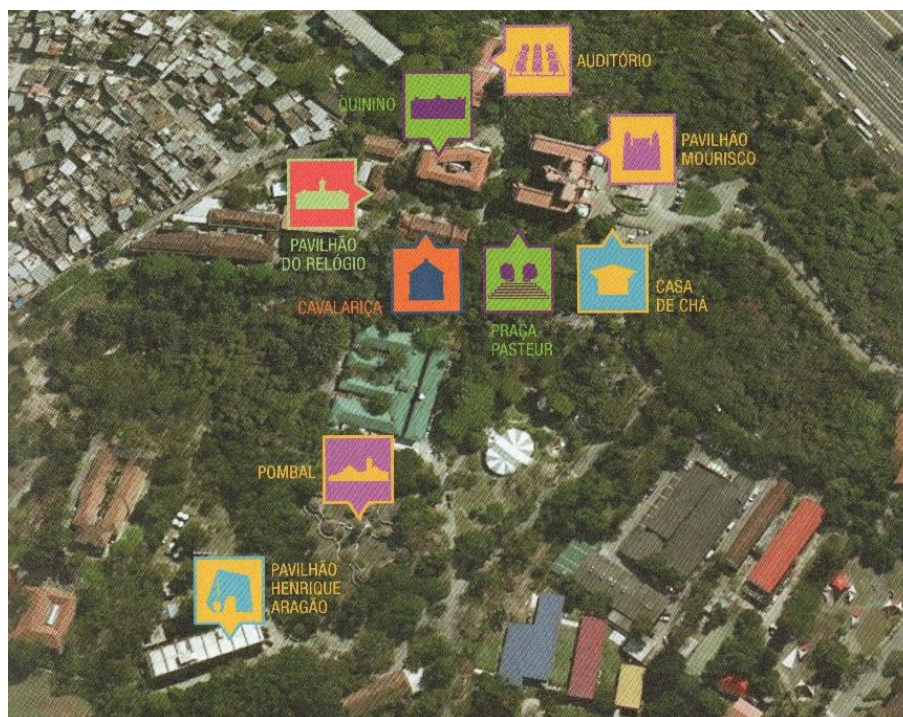 AUDITÓRIO
QUININO
PAVILHÃO
MOURISCO
PAVILHÃO
DO RELÓGIO
CAVALARIÇA
PRAÇA
PASTEUR
CASA
DE CHÁ
POMBAL
PAVILHÃO
HENRIQUE
ARAGÃO